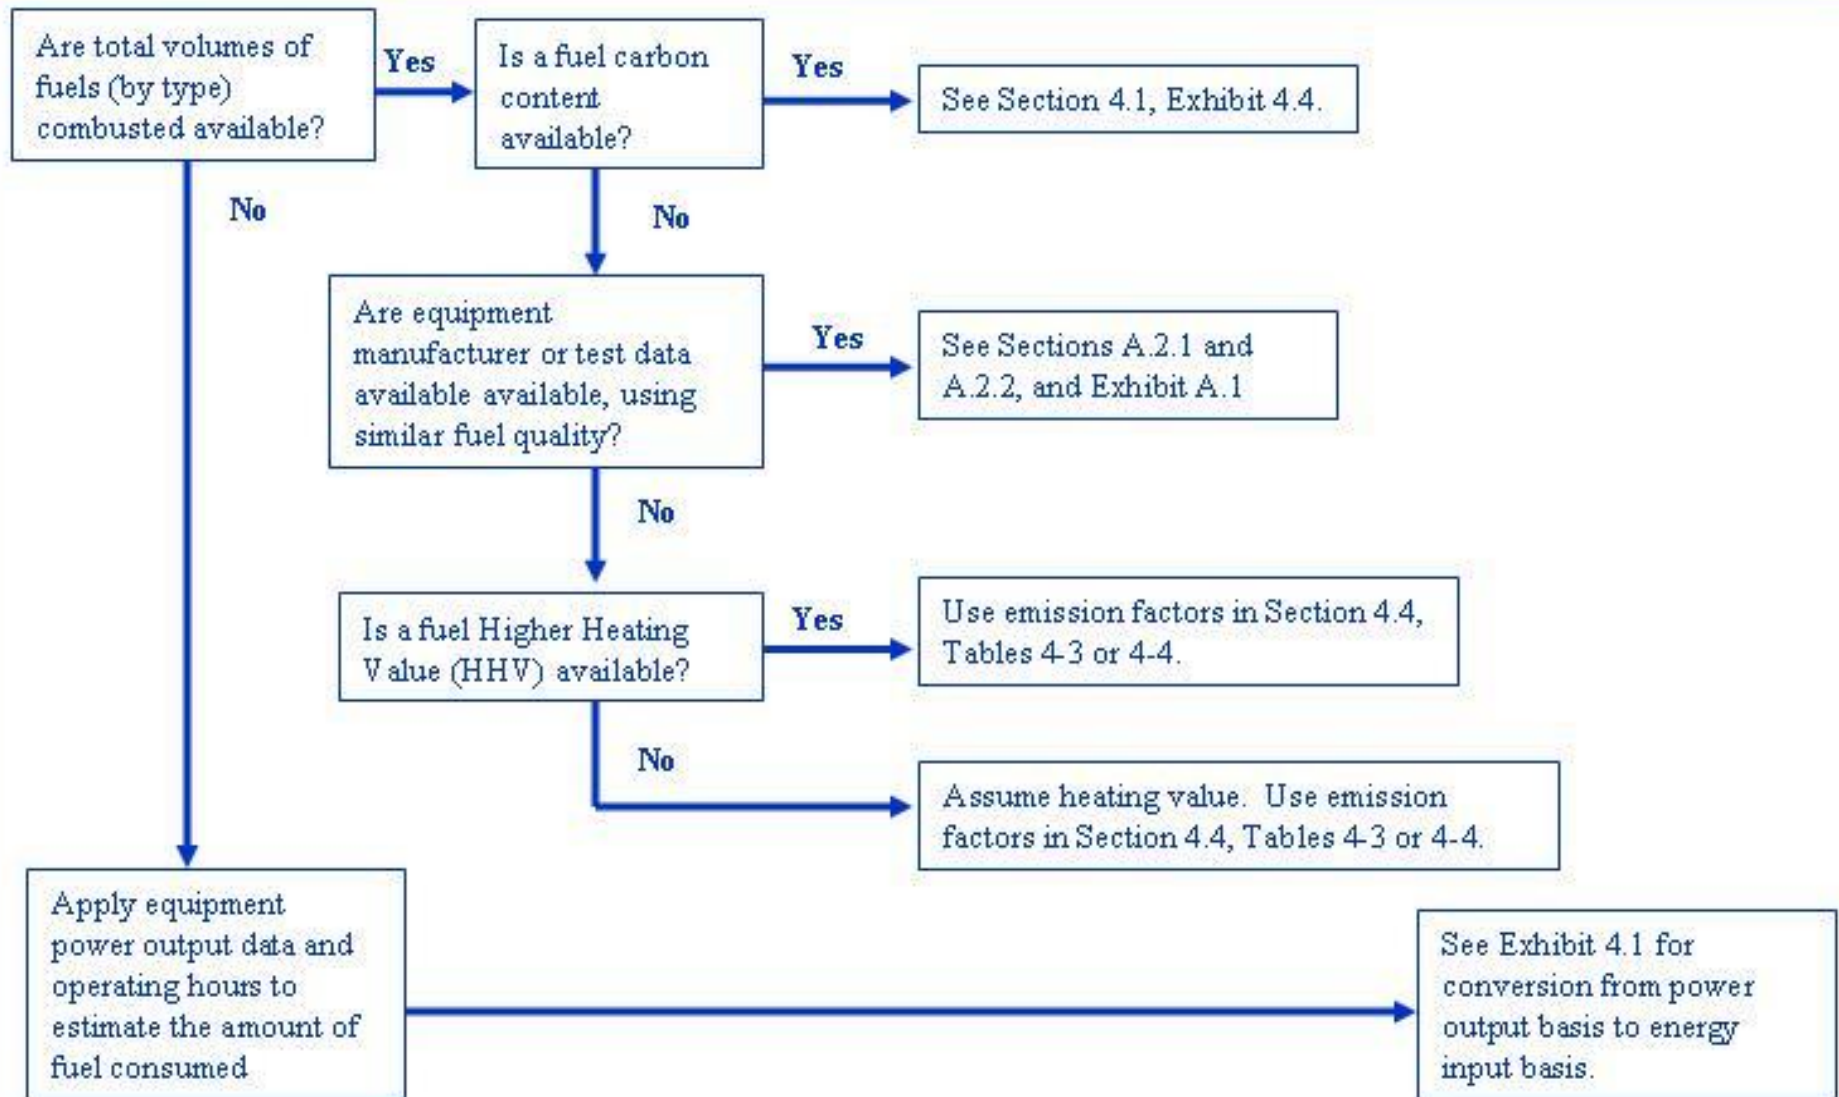 Are total volumes of
fuels (by type)
combusted available?
Yes
Is a fuel carbon
content
available?
Yes
See Section 4.1, Exhibit 4.4.
No
No
Are equipment
manufacturer or test data
available available, using
similar fuel quality?
Yes
See Sections A.2.1 and
A.2.2, and Exhibit A.1
No
Is a fuel Higher Heating
Value (HHV) available?
Yes
Use emission factors in Section 4.4,
Tables 4-3 or 4-4.
No
Assume heating value.  Use emission
factors in Section 4.4, Tables 4-3 or 4-4.
Apply equipment
power output data and
operating hours to
estimate the amount of
fuel consumed
See Exhibit 4.1 for
conversion from power
output basis to energy
input basis.